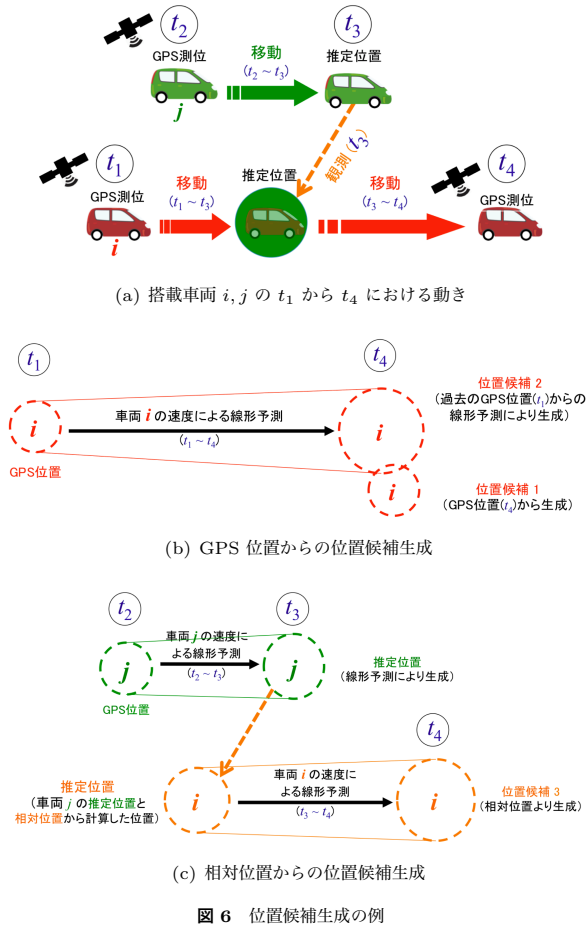 t2
t3
GPS測位
移動
推定位置
(t2 ~ t3)
j
観測 (t3)
t1
推定位置
t4
GPS測位
移動
移動
GPS測位
(t1 ~ t3)
(t3 ~ t4)
i
(a) 搭載車両 i, j の t1 から t4 における動き
t1
t4
位置候補 2
(過去のGPS位置(t1)からの
線形予測により生成)
車両 i の速度による線形予測
i
i
(t1 ~ t4)
GPS位置
i
位置候補 1
(GPS位置(t4)から生成)
(b) GPS 位置からの位置候補生成
t2
t3
車両 j の速度に
よる線形予測
j
j
(t2 ~ t3)
推定位置
(線形予測により生成)
GPS位置
t4
推定位置
(車両 j の推定位置と
相対位置から計算した位置)
i
車両 i の速度に
よる線形予測
(t3 ~ t4)
i
位置候補 3
(相対位置より生成)
(c) 相対位置からの位置候補生成
図 6 位置候補生成の例